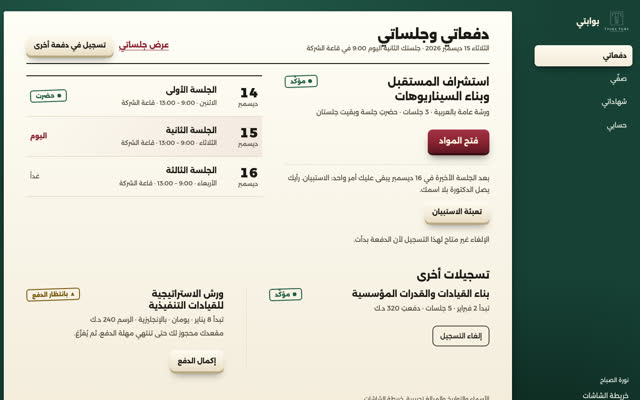 بوابتي
دفعاتي
صفّي
شهاداتي
حسابي
نورة الصباح
خريطة الشاشات
دفعاتي وجلساتي
الثلاثاء 15 ديسمبر 2026 · جلستك الثانية اليوم 9:00 في قاعة الشركة
عرض جلساتي
تسجيل في دفعة أخرى
استشراف المستقبل
وبناء السيناريوهات
مؤكد
ورشة عامة بالعربية · 3 جلسات · حضرتِ جلسة وبقيت جلستان
فتح المواد
بعد الجلسة الأخيرة في 16 ديسمبر يبقى عليك أمر واحد: الاستبيان. رأيك
يصل الدكتورة بلا اسمك.
تعبئة الاستبيان
الإلغاء غير متاح لهذا التسجيل لأن الدفعة بدأت.
14
ديسمبر
الجلسة الأولى
الاثنين · 9:00 – 13:00 · قاعة الشركة
حضرت
15
ديسمبر
الجلسة الثانية
الثلاثاء · 9:00 – 13:00 · قاعة الشركة
اليوم
16
ديسمبر
الجلسة الثالثة
الأربعاء · 9:00 – 13:00 · قاعة الشركة
غداً
تسجيلات أخرى
بناء القيادات والقدرات المؤسسية
مؤكد
تبدأ 2 فبراير · 5 جلسات · دفعتِ 320 د.ك
إلغاء التسجيل
ورش الاستراتيجية
للقيادات التنفيذية
بانتظار الدفع
تبدأ 8 يناير · يومان · بالإنجليزية · الرسم 240 د.ك
مقعدك محجوز لك حتى تنتهي مهلة الدفع، ثم يُفرَّغ.
إكمال الدفع